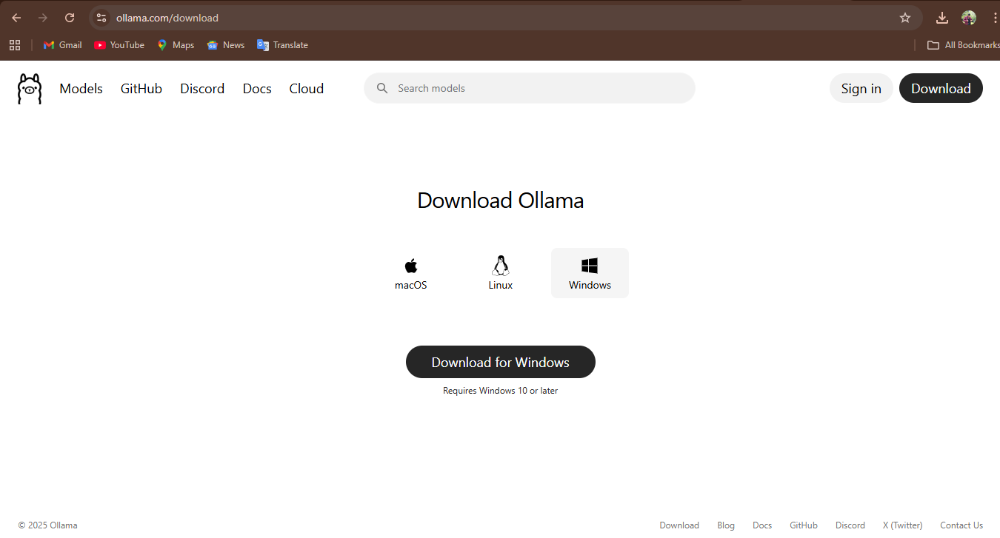 ollama.com/download
Gmail YouTube Maps News Translate All Bookmarks
Models GitHub Discord Docs Cloud Search models Sign in Download
Download Ollama
macOS Linux Windows
Download for Windows
Requires Windows 10 or later
© 2025 Ollama Download Blog Docs GitHub Discord X (Twitter) Contact Us